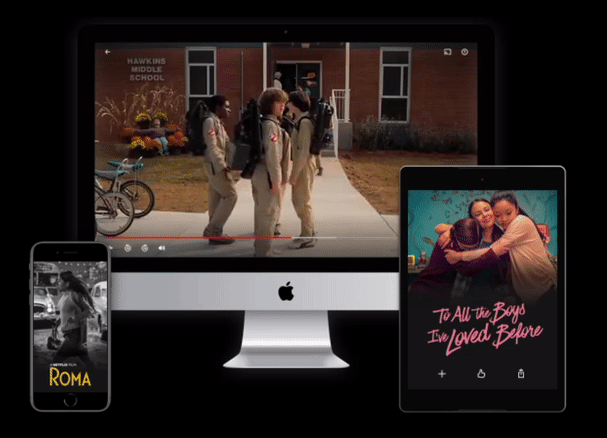 HAWKINS
MIDDLE
SCHOOL
A NETFLIX FILM
ROMA
To All The Boys
I've Loved Before